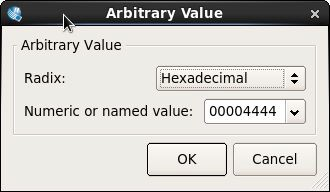 Arbitrary Value
Arbitrary Value
Radix: Hexadecimal
Numeric or named value: 00004444
OK Cancel